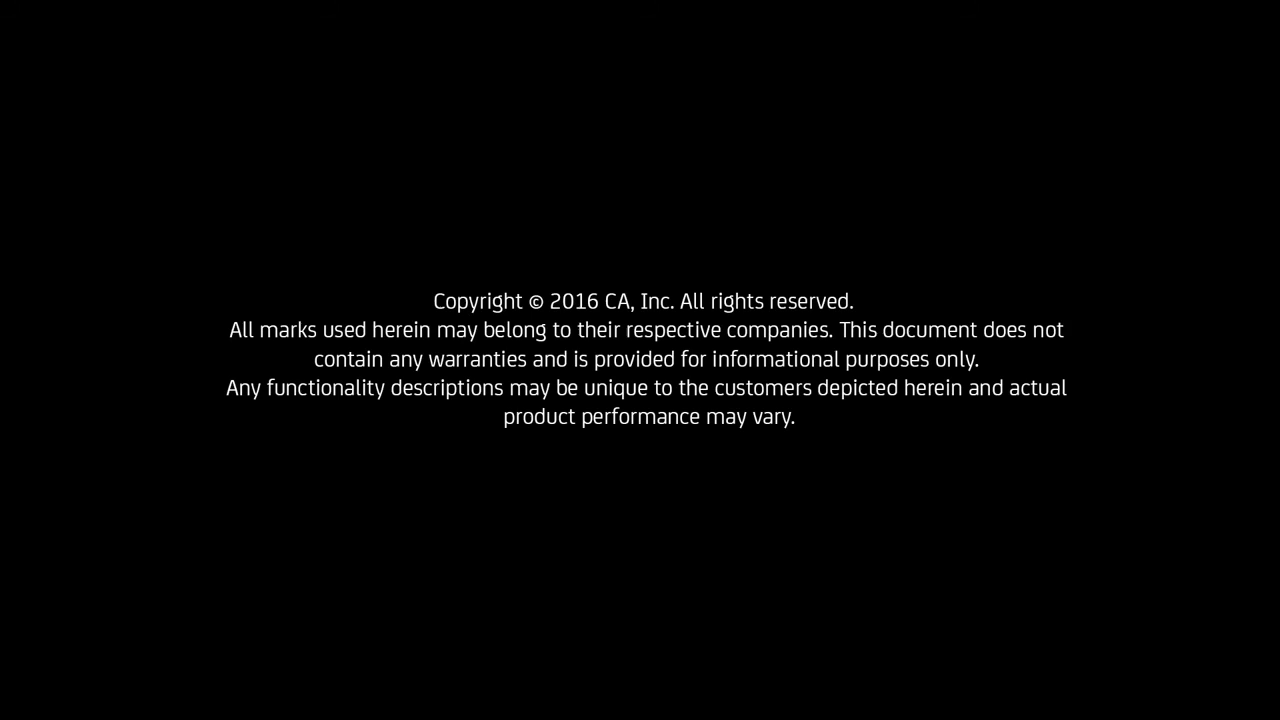 Copyright © 2016 CA, Inc. All rights reserved.
All marks used herein may belong to their respective companies. This document does not
contain any warranties and is provided for informational purposes only.
Any functionality descriptions may be unique to the customers depicted herein and actual
product performance may vary.